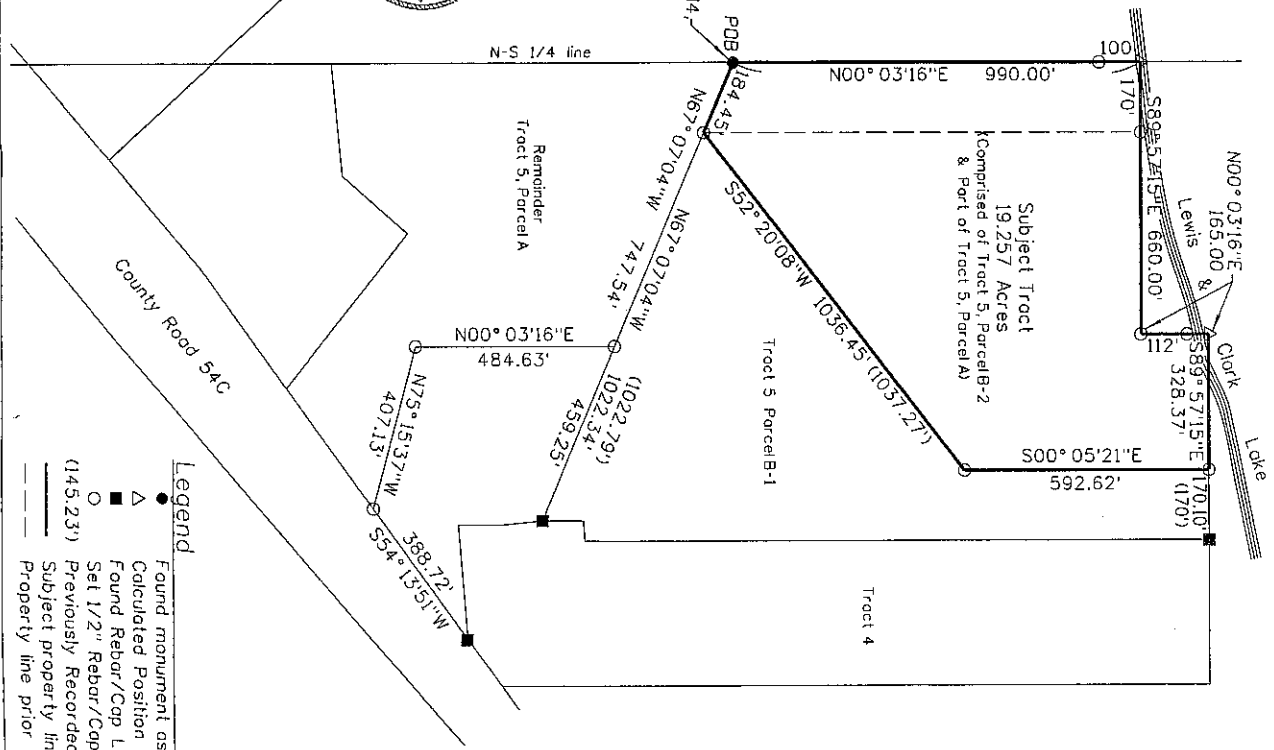 N-S 1/4 line
POB
14,
N00° 03'16"E 990.00'
100
170'
S89° 57'15"E 660.00'
N00° 03'16"E
165.00
&
Lewis
Clark
Lake
112'
S89° 57'15"E
328.37'
170.10'
(170')
S00° 05'21"E
592.62'
Subject Tract
19.257 Acres
(Comprised of Tract 5, Parcel B-2
& Part of Tract 5, Parcel A)
S52° 20'08"W 1036.45' (1037.27')
184.45'
N67° 07'04"W
N67° 07'04"W
747.54'
(1022.79')
1022.34'
459.25'
Tract 5 Parcel B-1
Remainder
Tract 5, Parcel A
N00° 03'16"E
484.63'
N75° 15'37"W
407.13'
388.72'
S54° 13'51"W
Tract 4
County Road 54C
Legend
Found monument as
Calculated Position
Found Rebar/Cap L
Set 1/2" Rebar/Cap
(145.23') Previously Recorded
Subject property lin
Property line prior